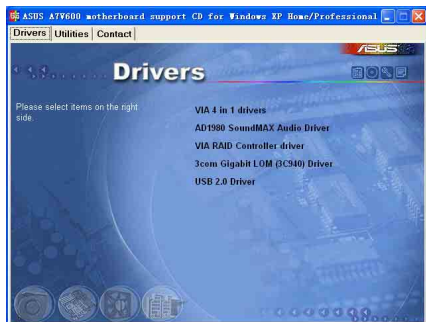 ASUS A7V600 motherboard support CD for Windows XP Home/Professional
Drivers Utilities Contact
ASUS
Drivers
Please select items on the right
side.
VIA 4 in 1 drivers
AD1980 SoundMAX Audio Driver
VIA RAID Controller driver
3com Gigabit LOM (3C940) Driver
USB 2.0 Driver